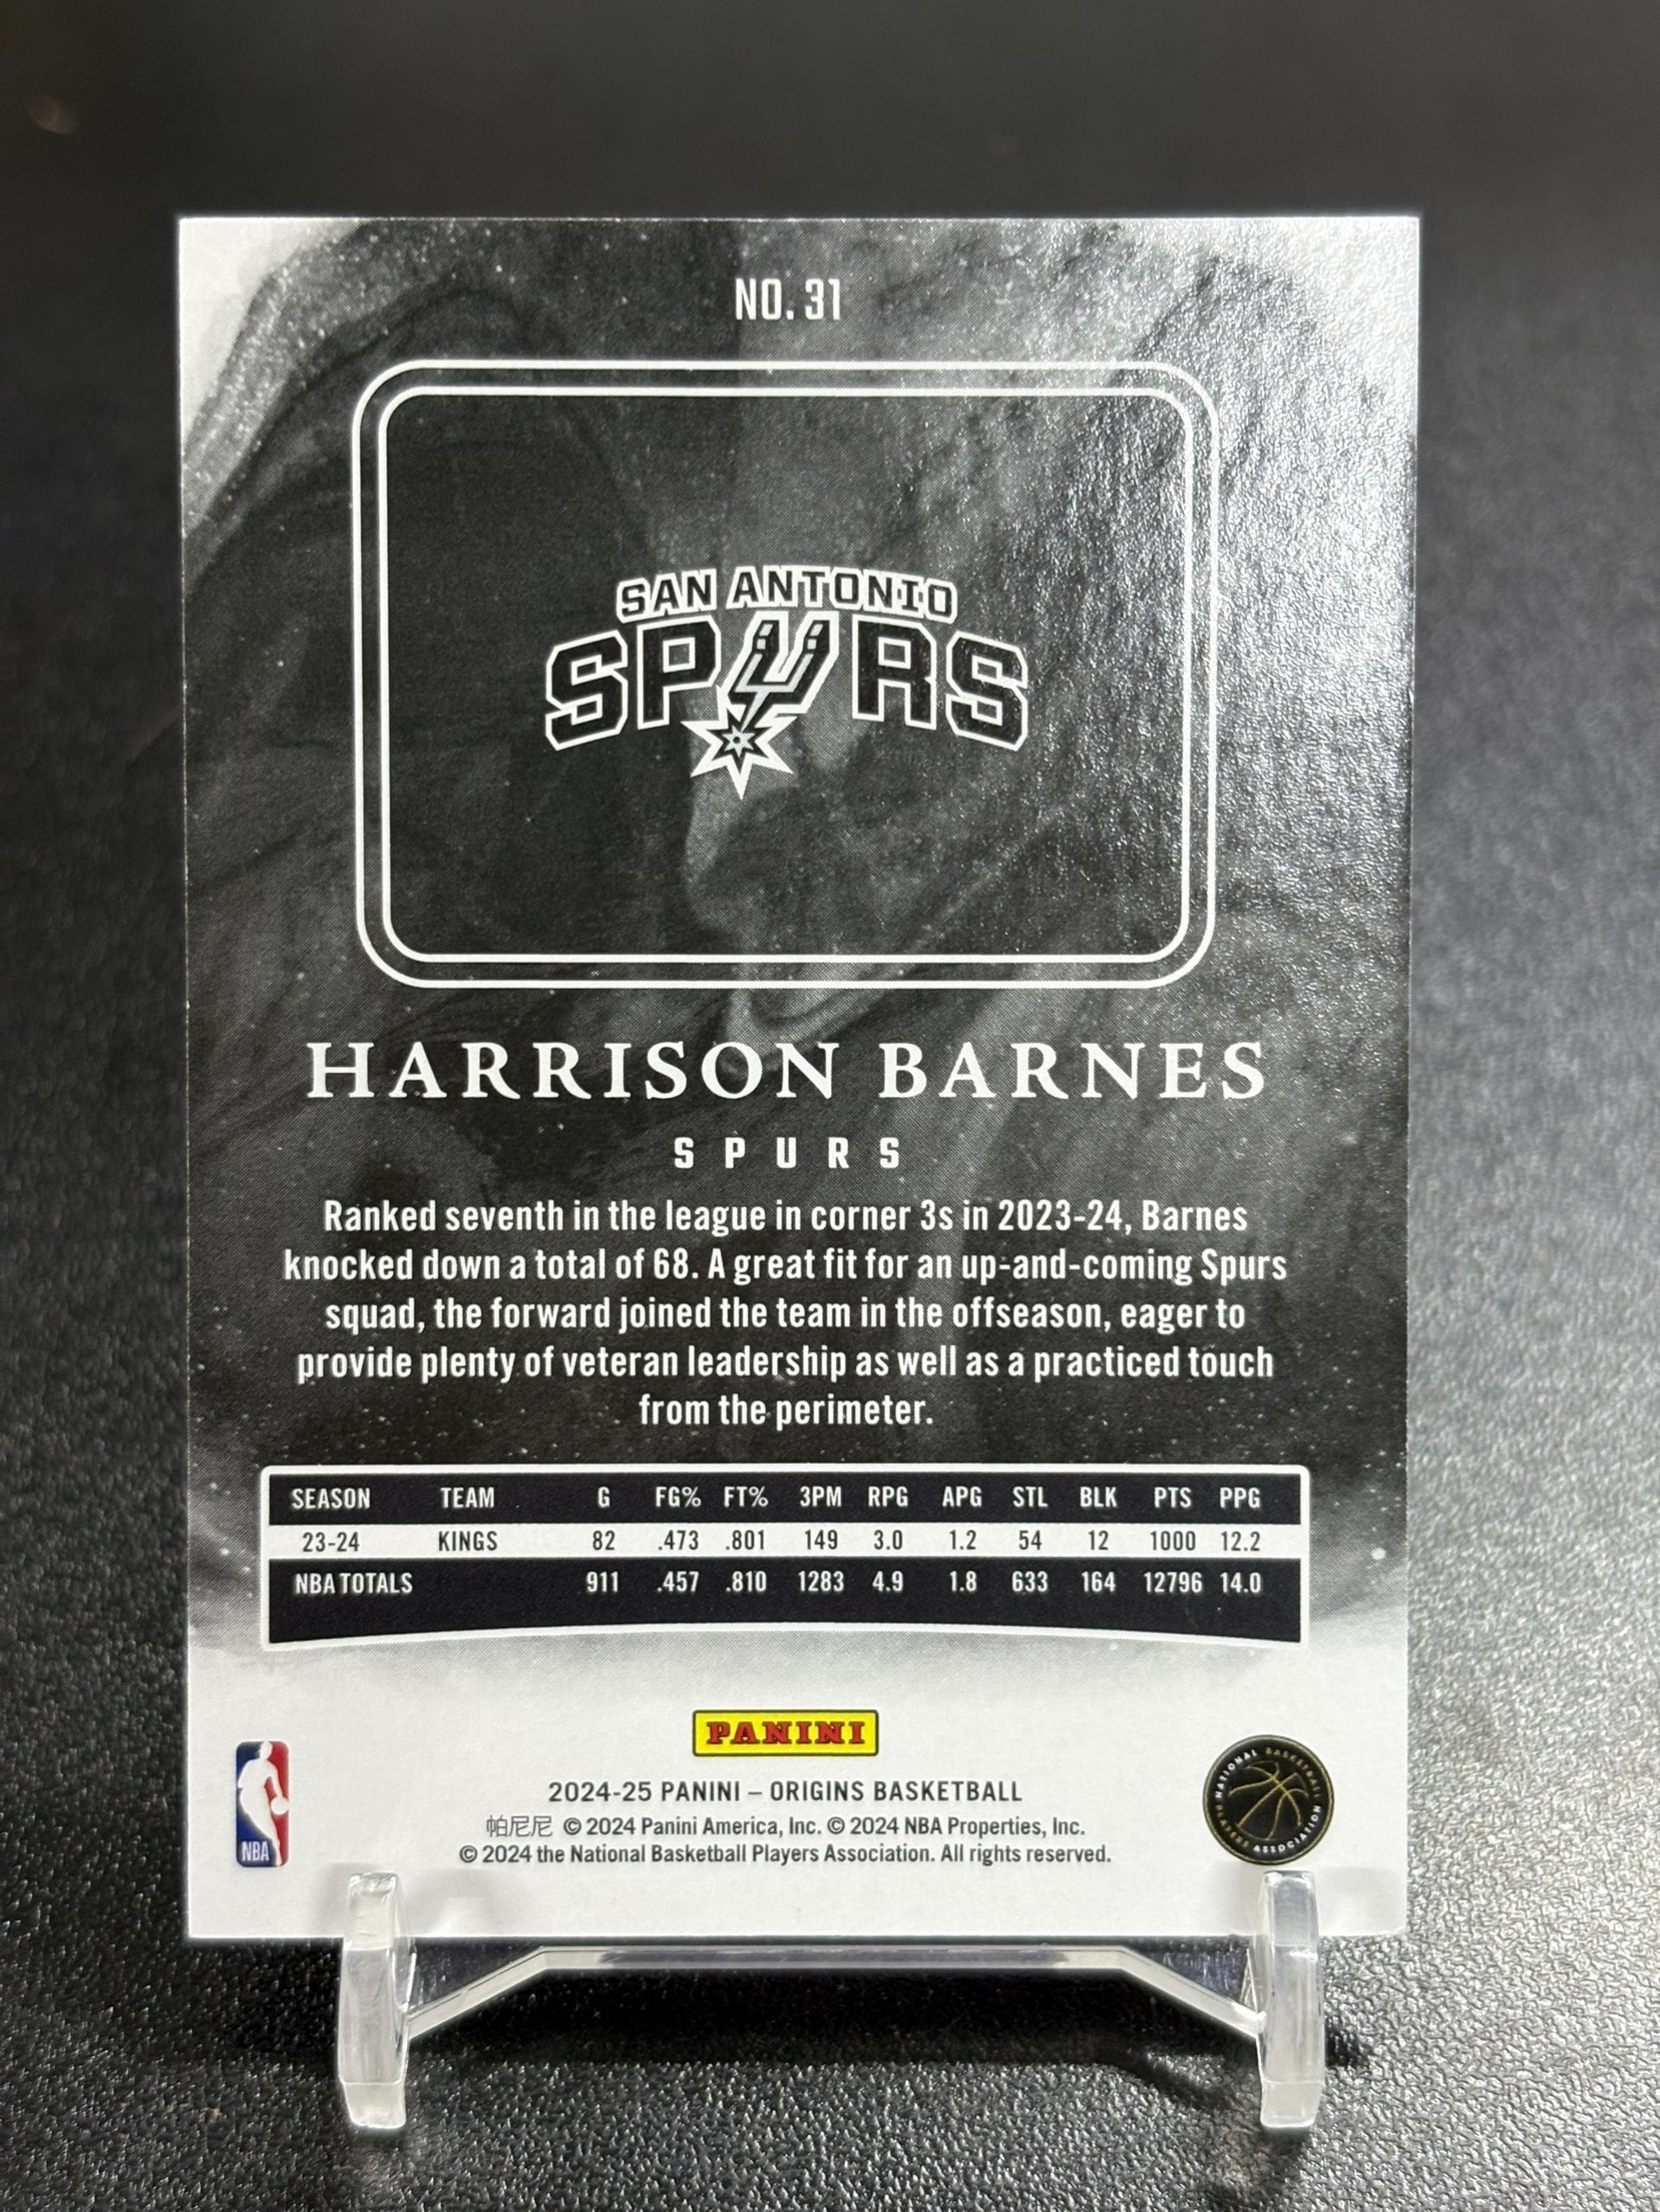 NO. 31
SAN ANTONIO
SPURS
HARRISON BARNES
SPURS
Ranked seventh in the league in corner 3s in 2023-24, Barnes
knocked down a total of 68. A great fit for an up-and-coming Spurs
squad, the forward joined the team in the offseason, eager to
provide plenty of veteran leadership as well as a practiced touch
from the perimeter.
SEASON TEAM G FG% FT% 3PM RPG APG STL BLK PTS PPG
23-24 KINGS 82 .473 .801 149 3.0 1.2 54 12 1000 12.2
NBA TOTALS 911 .457 .810 1283 4.9 1.8 633 164 12796 14.0
PANINI
2024-25 PANINI – ORIGINS BASKETBALL
帕尼尼 © 2024 Panini America, Inc. © 2024 NBA Properties, Inc.
© 2024 the National Basketball Players Association. All rights reserved.
NBA
NATIONAL BASKETBALL
PLAYERS ASSOCIATION